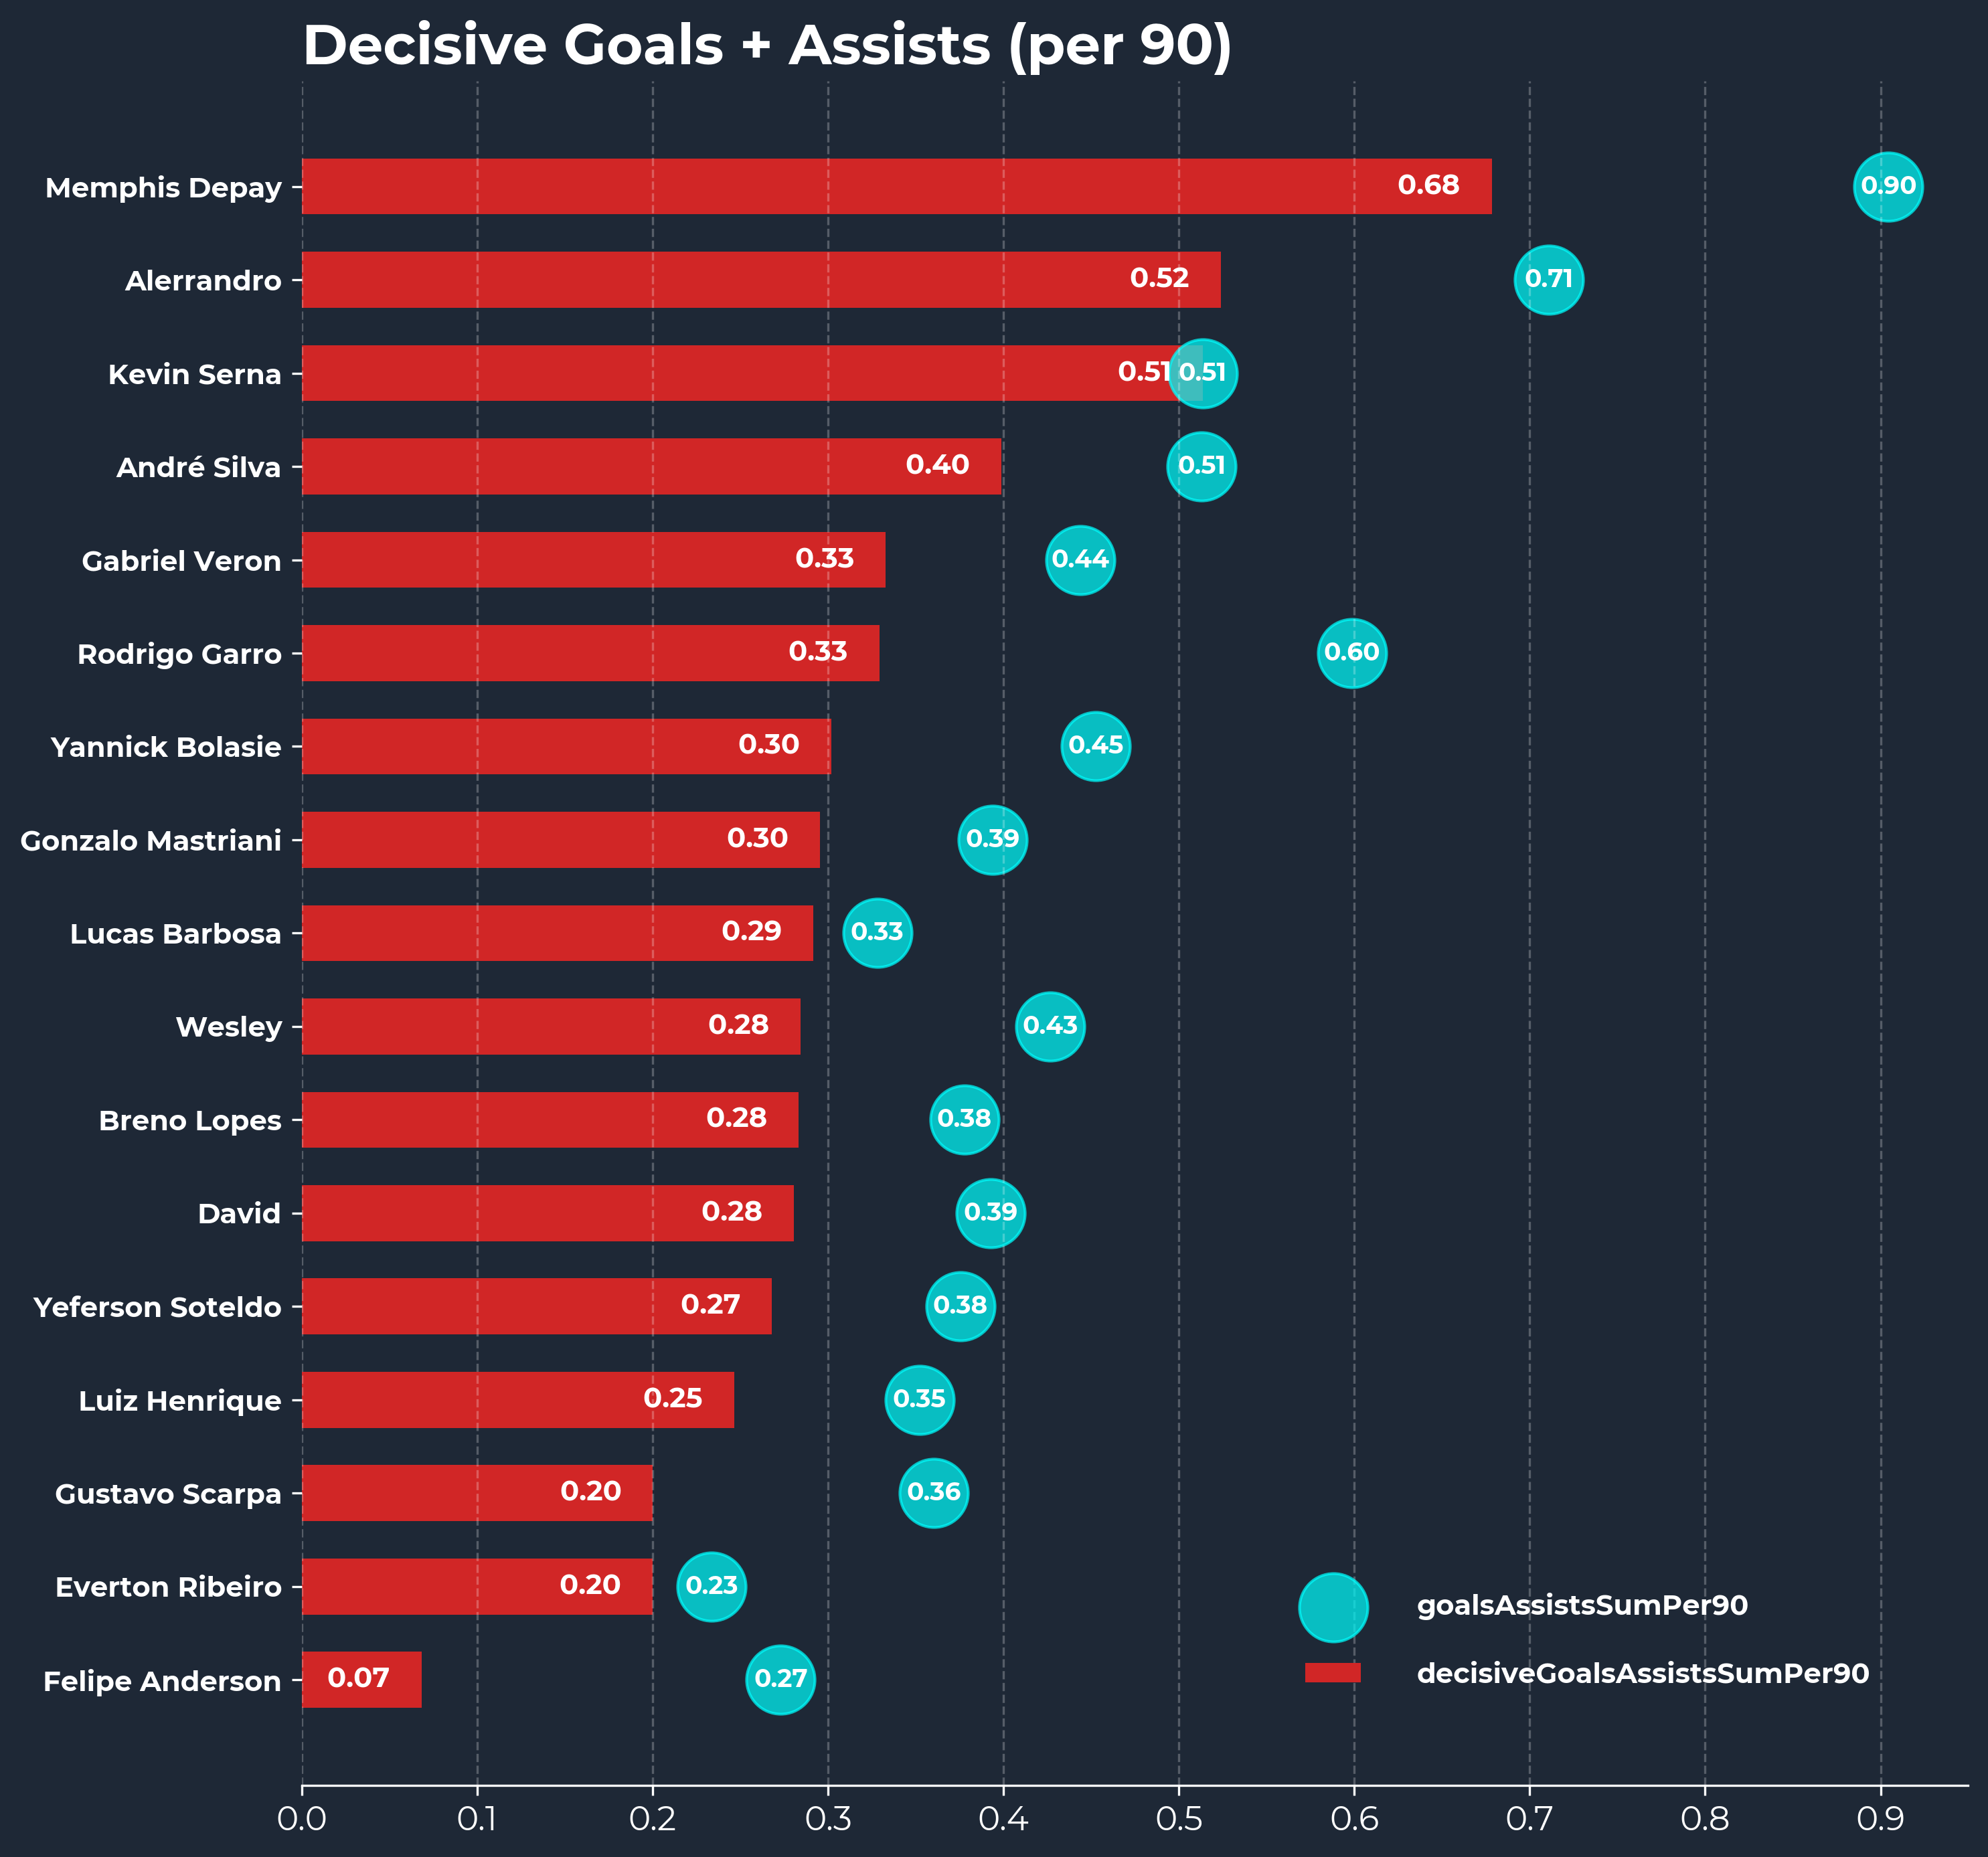 Decisive Goals + Assists (per 90)
Memphis Depay 0.68 0.90
Alerrandro 0.52 0.71
Kevin Serna 0.51 0.51
André Silva 0.40 0.51
Gabriel Veron 0.33 0.44
Rodrigo Garro 0.33 0.60
Yannick Bolasie 0.30 0.45
Gonzalo Mastriani 0.30 0.39
Lucas Barbosa 0.29 0.33
Wesley 0.28 0.43
Breno Lopes 0.28 0.38
David 0.28 0.39
Yeferson Soteldo 0.27 0.38
Luiz Henrique 0.25 0.35
Gustavo Scarpa 0.20 0.36
Everton Ribeiro 0.20 0.23
goalsAssistsSumPer90
Felipe Anderson 0.07 0.27
decisiveGoalsAssistsSumPer90
0.0 0.1 0.2 0.3 0.4 0.5 0.6 0.7 0.8 0.9